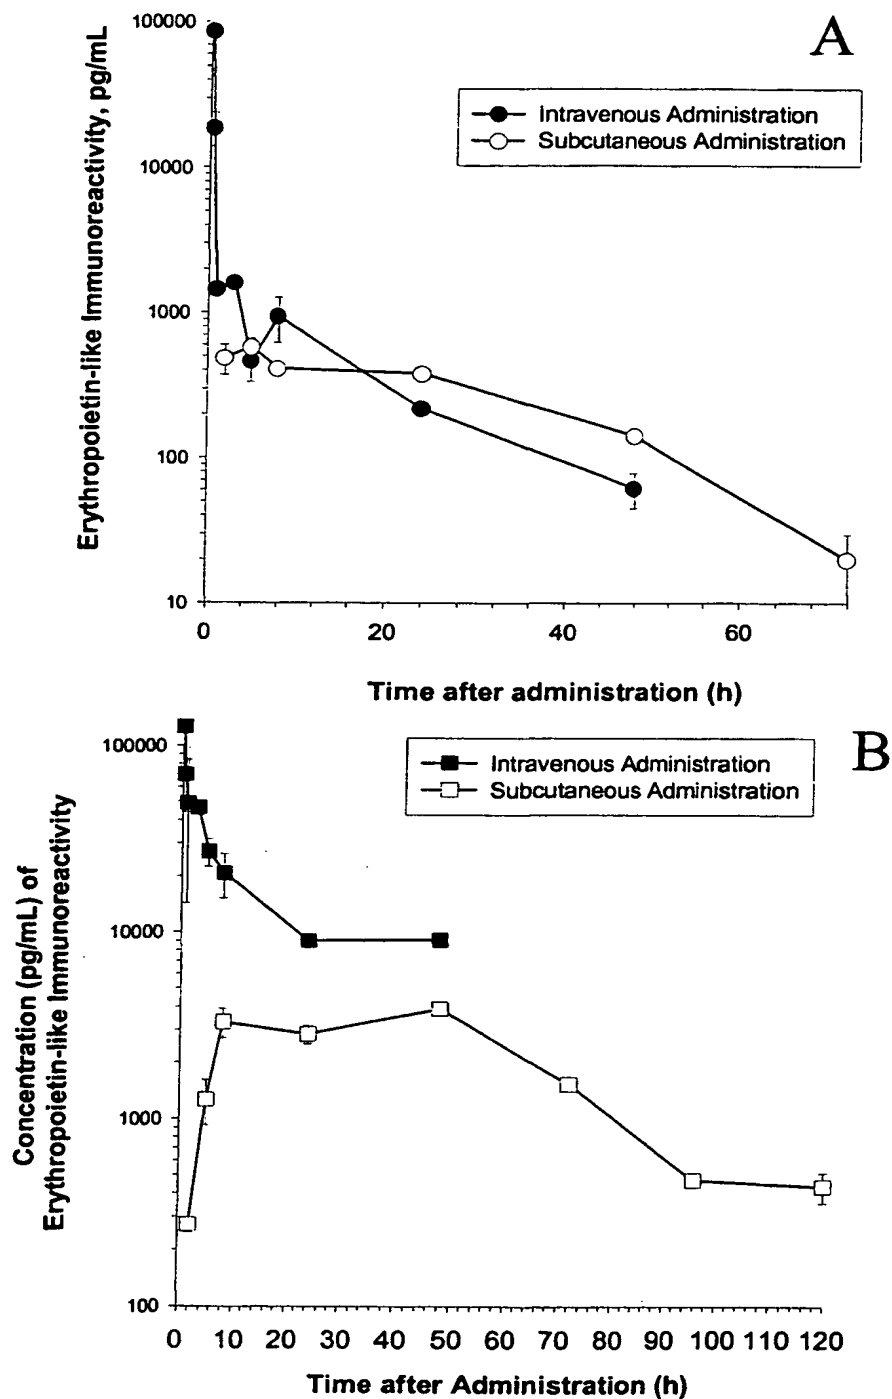 A
Erythropoietin-like Immunoreactivity, pg/mL
100000
10000
1000
100
10
Intravenous Administration
Subcutaneous Administration
0 20 40 60
Time after administration (h)
B
Concentration (pg/mL) of
Erythropoietin-like Immunoreactivity
100000
10000
1000
100
Intravenous Administration
Subcutaneous Administration
0 10 20 30 40 50 60 70 80 90 100 110 120
Time after Administration (h)